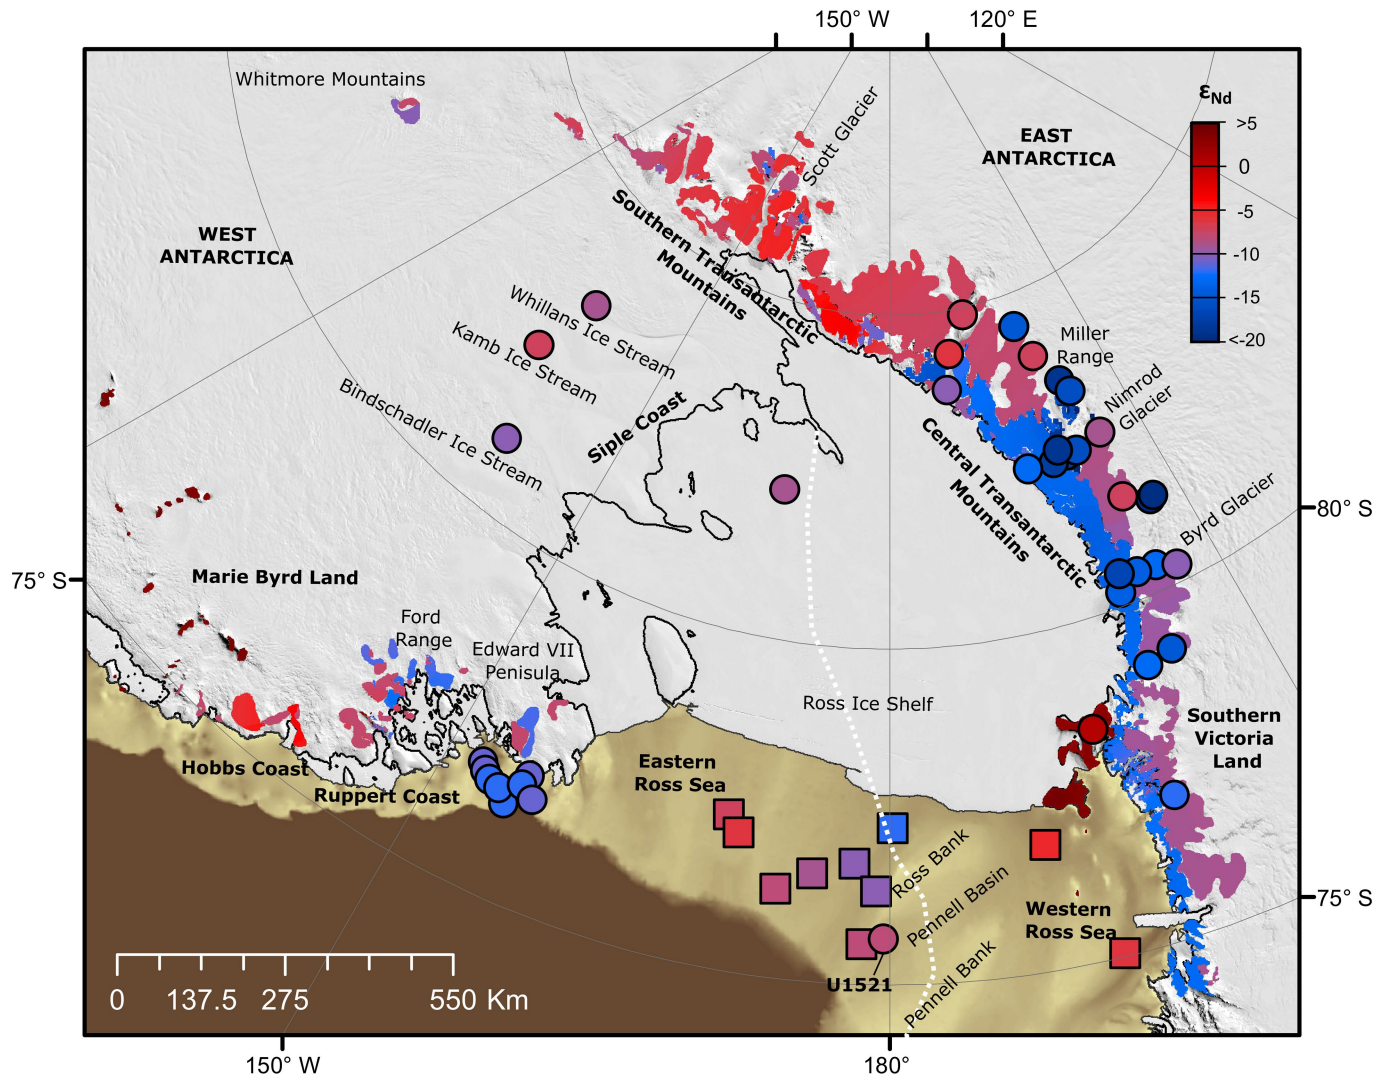 150° W
120° E
Whitmore Mountains
Scott Glacier
EAST
ANTARCTICA
εNd
>5
0
-5
-10
-15
<-20
WEST
ANTARCTICA
Southern Transantarctic
Mountains
Whillans Ice Stream
Kamb Ice Stream
Bindschadler Ice Stream
Siple Coast
Miller
Range
Nimrod
Glacier
Central Transantarctic
Mountains
Byrd Glacier
80° S
75° S
Marie Byrd Land
Ford
Range
Edward VII
Penisula
Ross Ice Shelf
Southern
Victoria
Land
Hobbs Coast
Ruppert Coast
Eastern
Ross Sea
Ross Bank
Pennell Basin
Pennell Bank
Western
Ross Sea
75° S
U1521
0
137.5
275
550 Km
150° W
180°